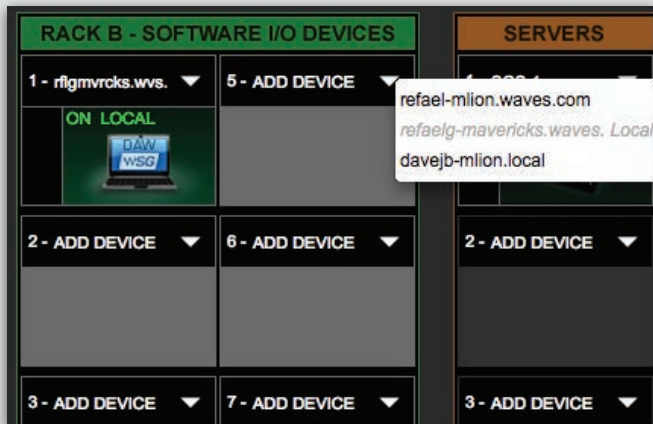 RACK B - SOFTWARE I/O DEVICES
SERVERS
1 - rflgmvrcks.wvs.
5 - ADD DEVICE
ON LOCAL
DAW
WSG
refael-mlion.waves.com
refaelg-mavericks.waves. Local
davejb-mlion.local
2 - ADD DEVICE
6 - ADD DEVICE
2 - ADD DEVICE
3 - ADD DEVICE
7 - ADD DEVICE
3 - ADD DEVICE